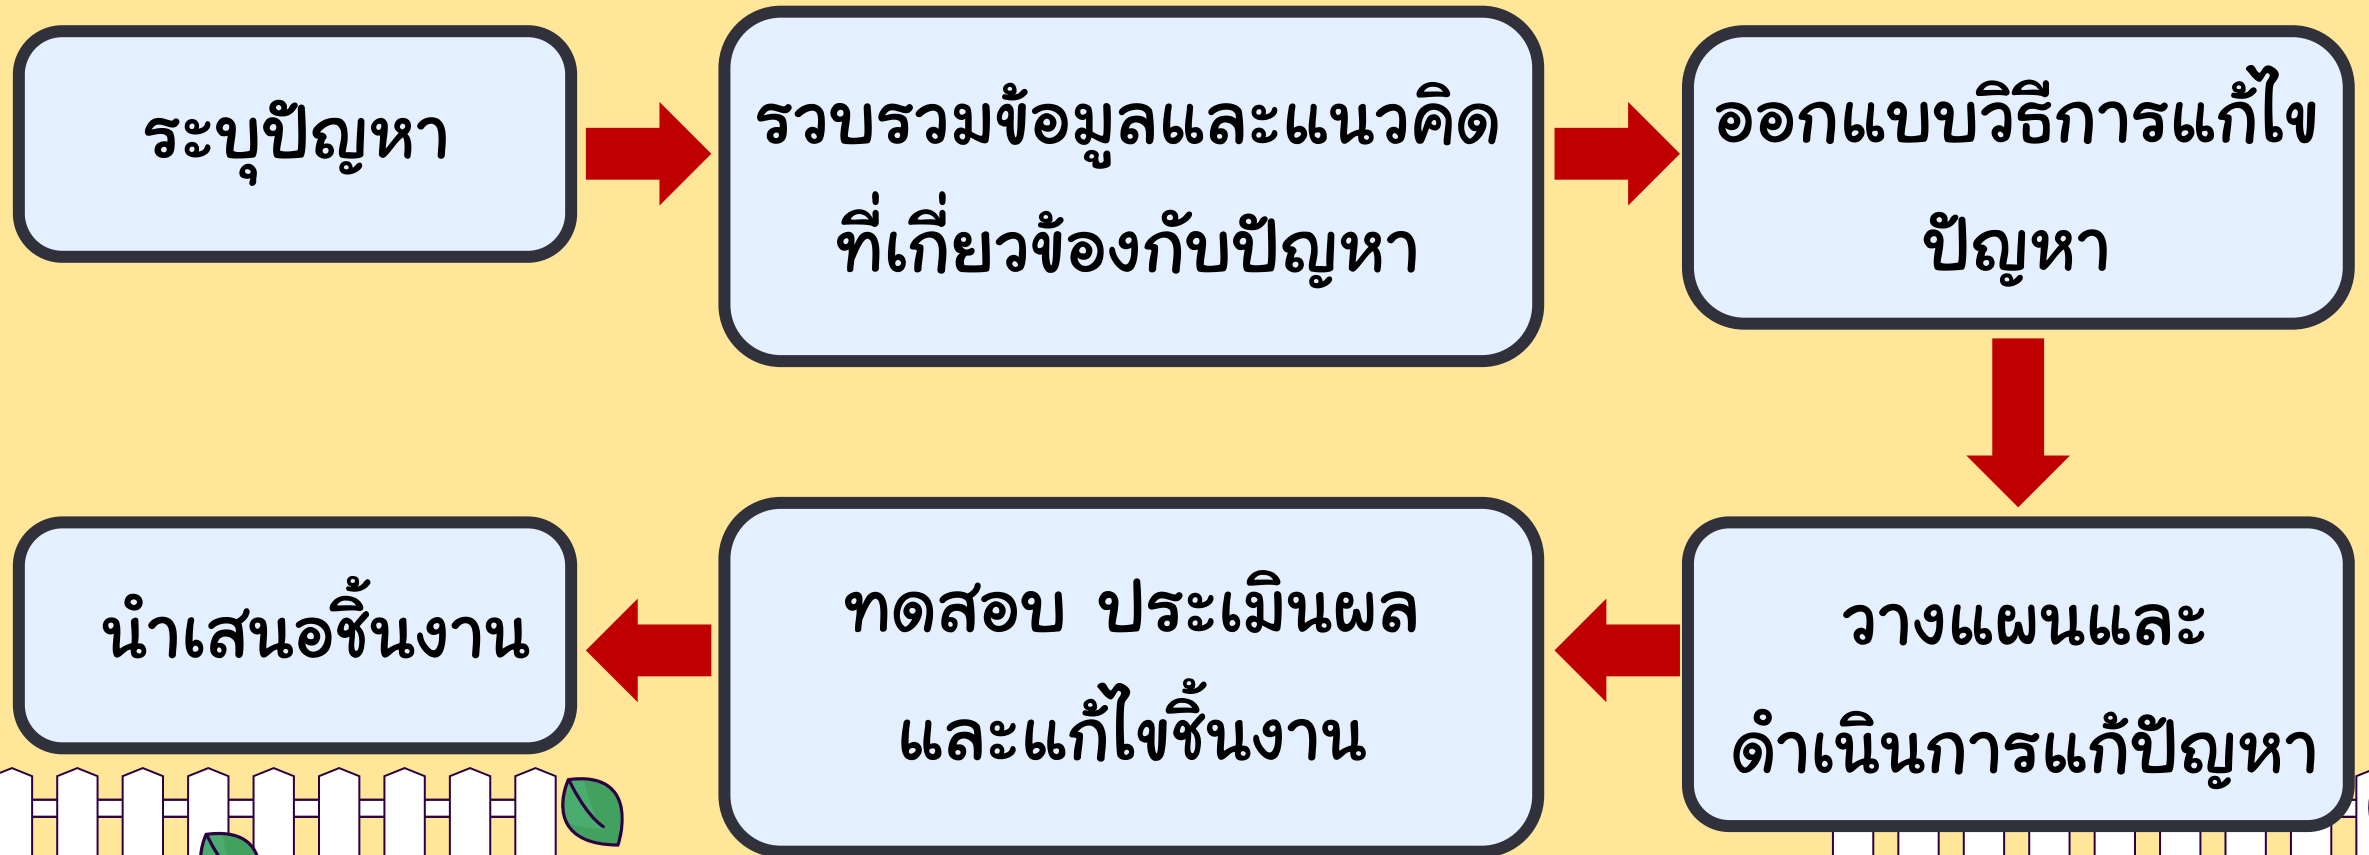 ระบุปัญหา
รวบรวมข้อมูลและแนวคิด
ที่เกี่ยวข้องกับปัญหา
ออกแบบวิธีการแก้ไข
ปัญหา
วางแผนและ
ดำเนินการแก้ปัญหา
ทดสอบ ประเมินผล
และแก้ไขชิ้นงาน
นำเสนอชิ้นงาน